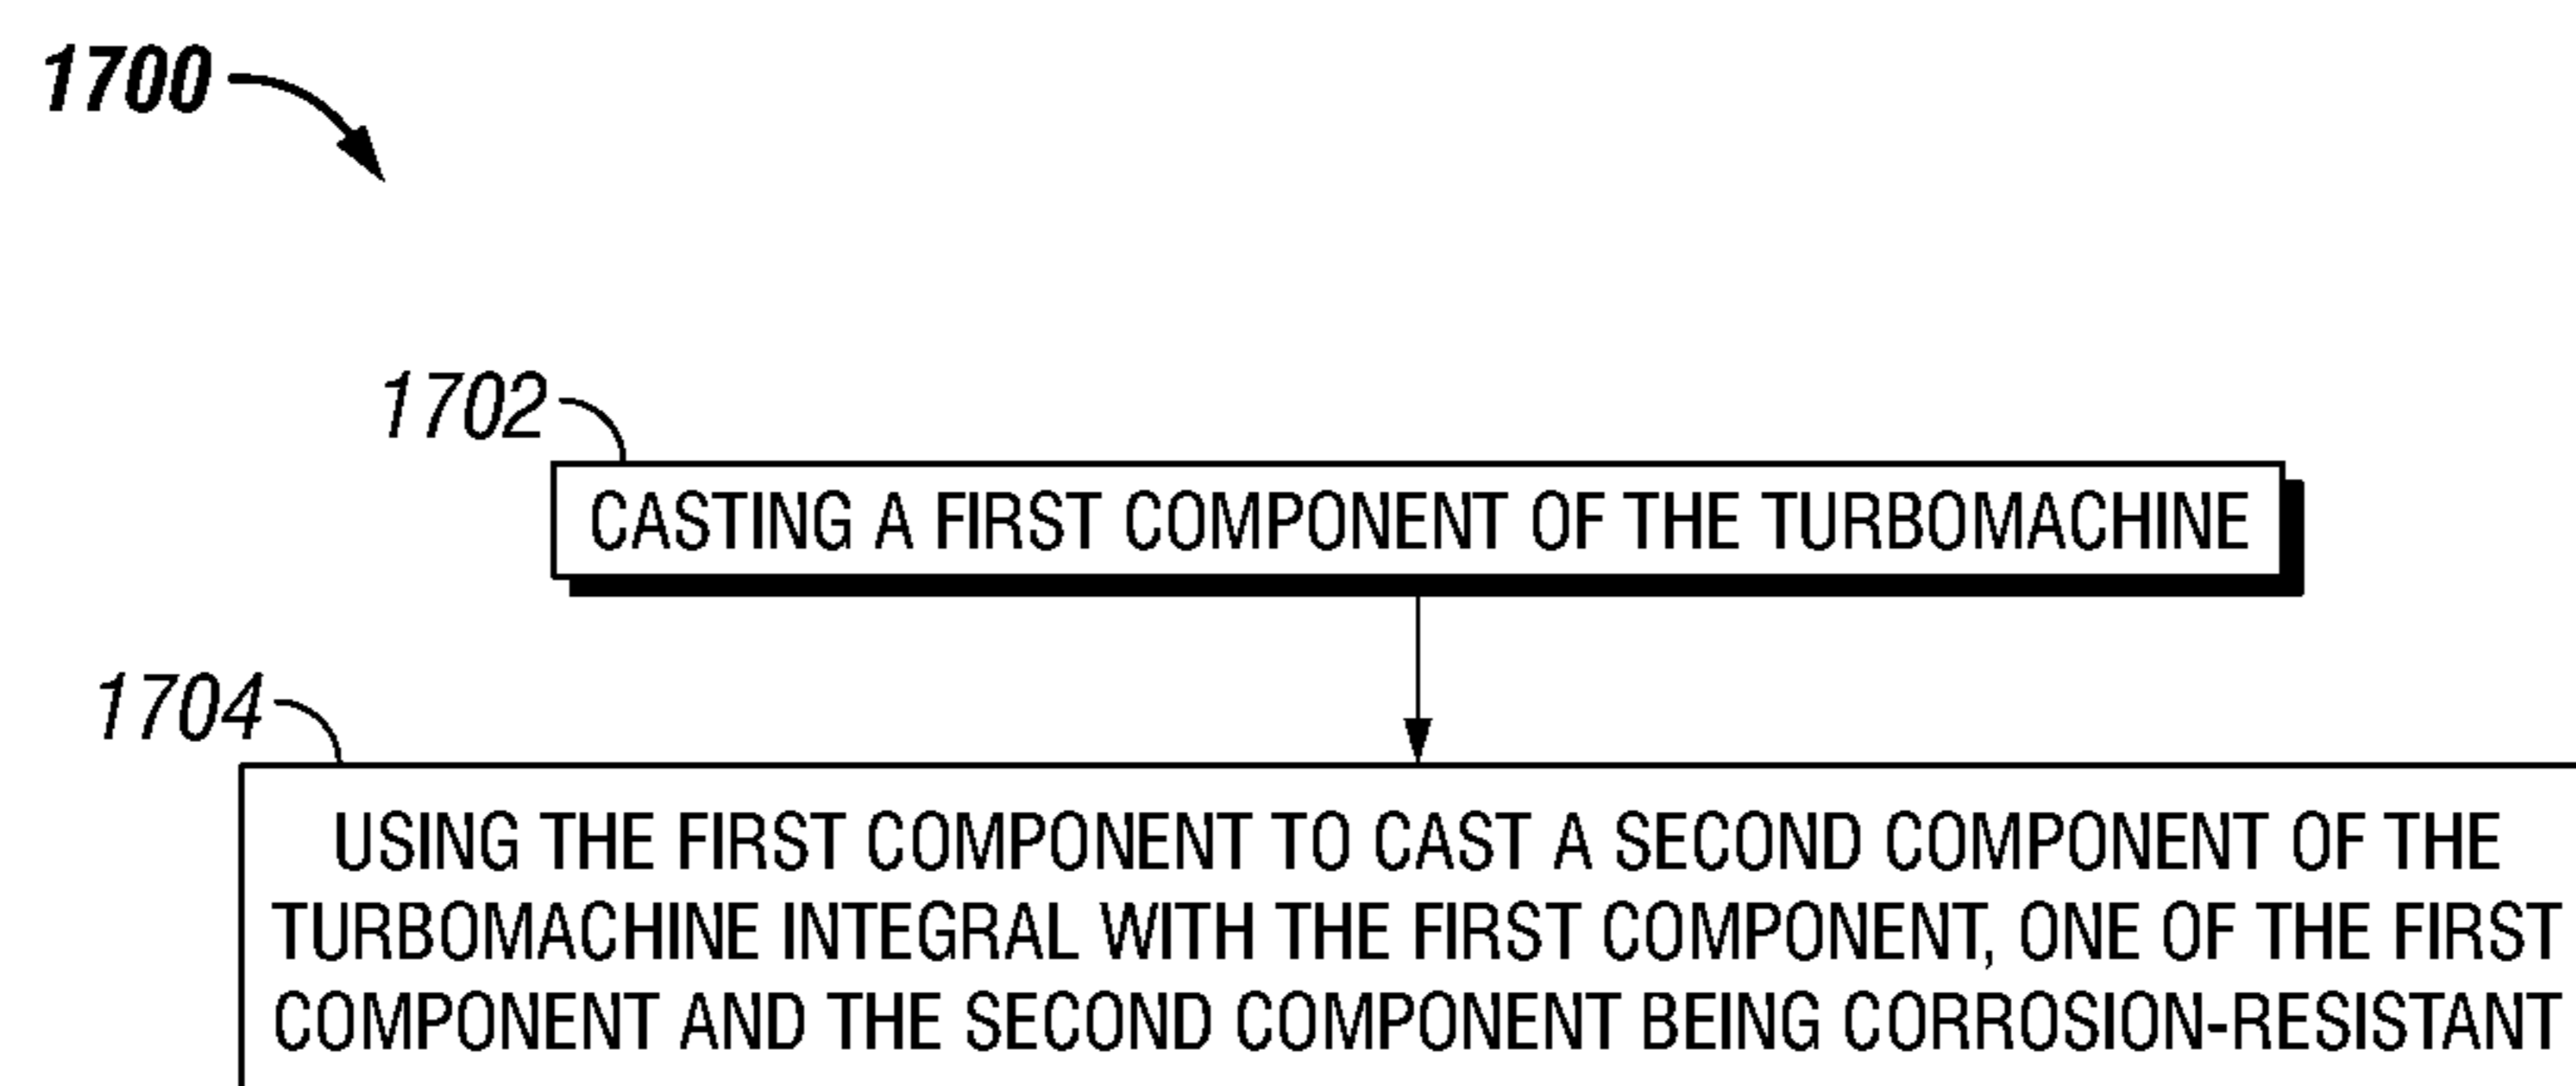 1700
1702
CASTING A FIRST COMPONENT OF THE TURBOMACHINE
1704
USING THE FIRST COMPONENT TO CAST A SECOND COMPONENT OF THE
TURBOMACHINE INTEGRAL WITH THE FIRST COMPONENT, ONE OF THE FIRST
COMPONENT AND THE SECOND COMPONENT BEING CORROSION-RESISTANT